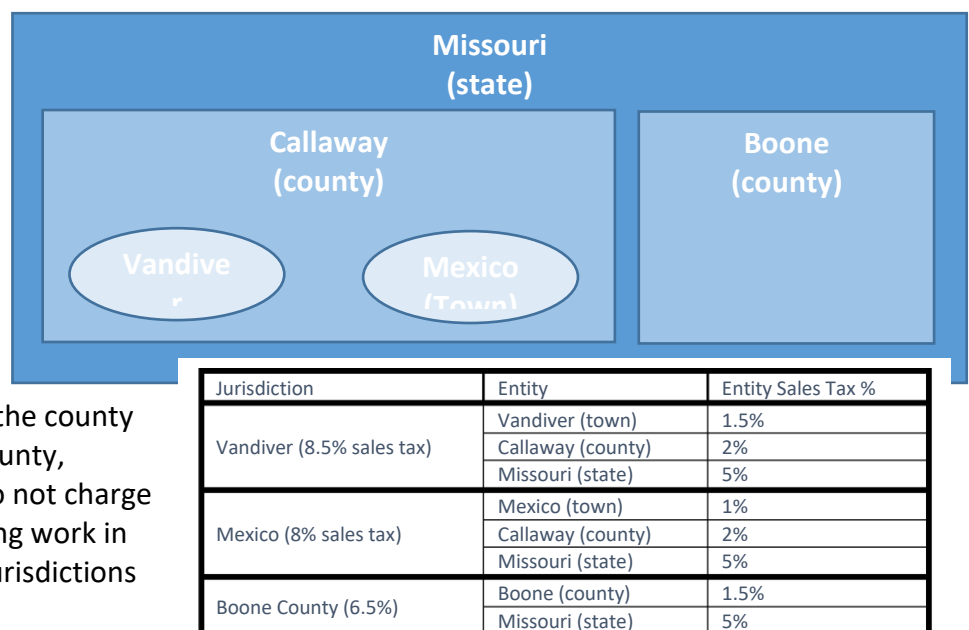 Missouri
(state)
Callaway
(county)
Boone
(county)
Vandive
r
Mexico
(Town)
the county
ounty,
o not charge
ng work in
urisdictions
Jurisdiction Entity Entity Sales Tax %
Vandiver (8.5% sales tax) Vandiver (town) 1.5%
Callaway (county) 2%
Missouri (state) 5%
Mexico (8% sales tax) Mexico (town) 1%
Callaway (county) 2%
Missouri (state) 5%
Boone County (6.5%) Boone (county) 1.5%
Missouri (state) 5%